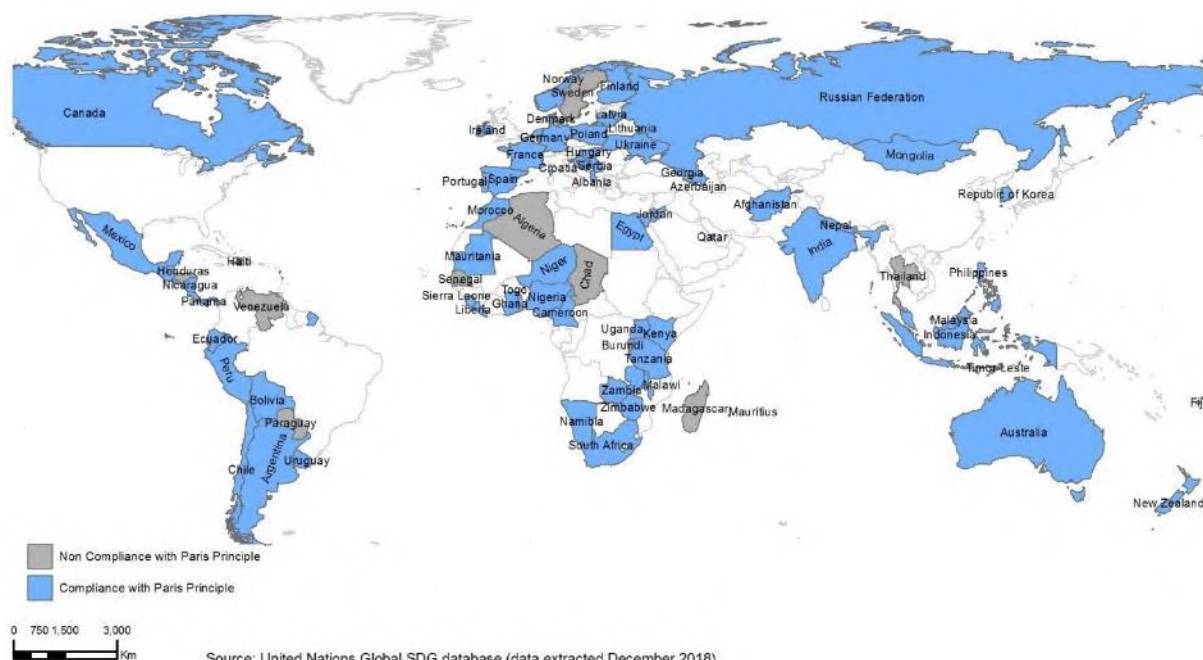 Canada
Norway
Sweden
Finland
Russian Federation
Denmark
Latvia
Ireland
Lithuania
Germany
Poland
Ukraine
France
Hungary
Mongolia
Croatia
Serbia
Georgia
Portugal
Spain
Albania
Azerbaijan
Republic of Korea
Morocco
Jordan
Afghanistan
Algeria
Egypt
Nepal
Mexico
Qatar
India
Haiti
Mauritania
Niger
Chad
Honduras
Thailand
Philippines
Nicaragua
Senegal
Panama
Venezuela
Sierra Leone
Togo
Ghana
Nigeria
Liberia
Cameroon
Malaysia
Uganda
Kenya
Indonesia
Ecuador
Burundi
Peru
Tanzania
Timor Leste
Malawi
Bolivia
Zambia
Zimbabwe
Madagascar
Mauritius
Fij
Paraguay
Namibia
Australia
South Africa
Chile
Argentina
Uruguay
New Zealand
Non Compliance with Paris Principle
Compliance with Paris Principle
0 750 1,500 3,000
Km
Source: United Nations Global SDG database (data extracted December 2018)